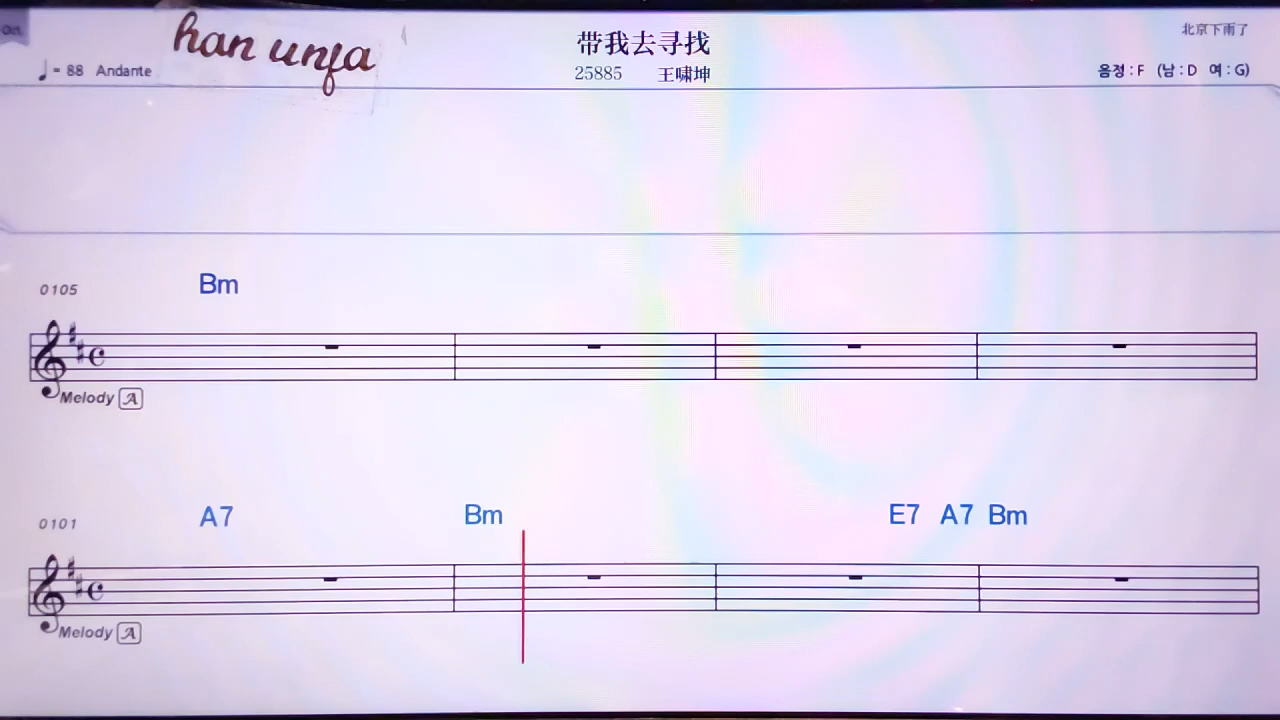 han unfa
带我去寻找
北京下雨了
♩= 88 Andante
25885 王啸坤
음정 : F (남 : D 여 : G)
Bm
0105
Melody A
A7 Bm E7 A7 Bm
0101
Melody A